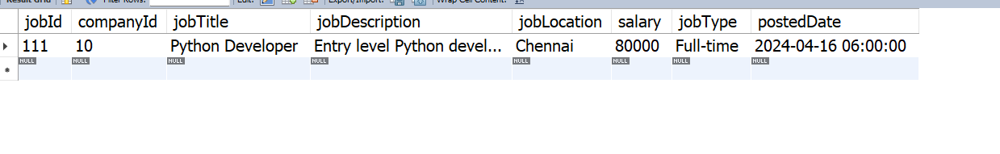 Result Grid Filter Rows: Edit: Export/Import: Wrap Cell Content:
jobId companyId jobTitle jobDescription jobLocation salary jobType postedDate
111 10 Python Developer Entry level Python devel... Chennai 80000 Full-time 2024-04-16 06:00:00
NULL NULL NULL NULL NULL NULL NULL NULL